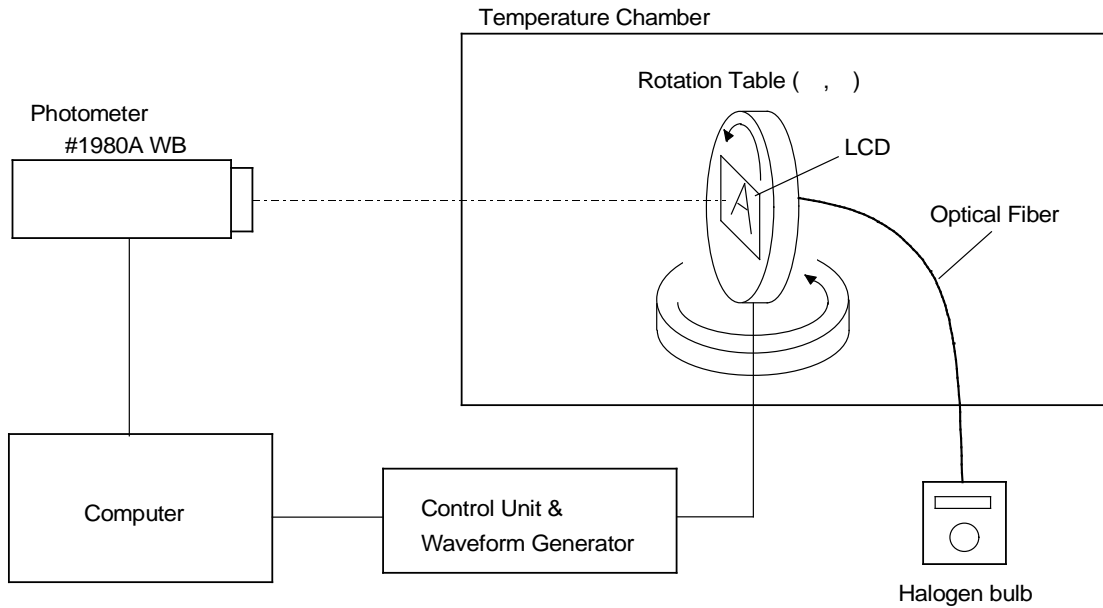 Temperature Chamber
Rotation Table ( , )
Photometer
#1980A WB
LCD
A
Optical Fiber
Computer
Control Unit &
Waveform Generator
Halogen bulb